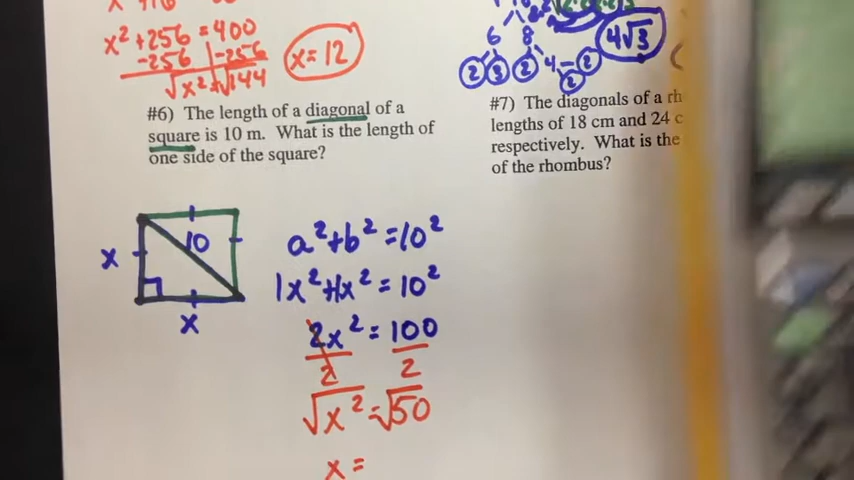 x² + 256 = 400
-256 | -256
√x² = √144
x = 12
6 8
2 3 2 4 2
2
4√3
#6) The length of a diagonal of a
square is 10 m. What is the length of
one side of the square?
#7) The diagonals of a rh
lengths of 18 cm and 24 c
respectively. What is the
of the rhombus?
10
x
x
a² + b² = 10²
1x² + 1x² = 10²
2x² = 100
2 2
√x² = √50
x =